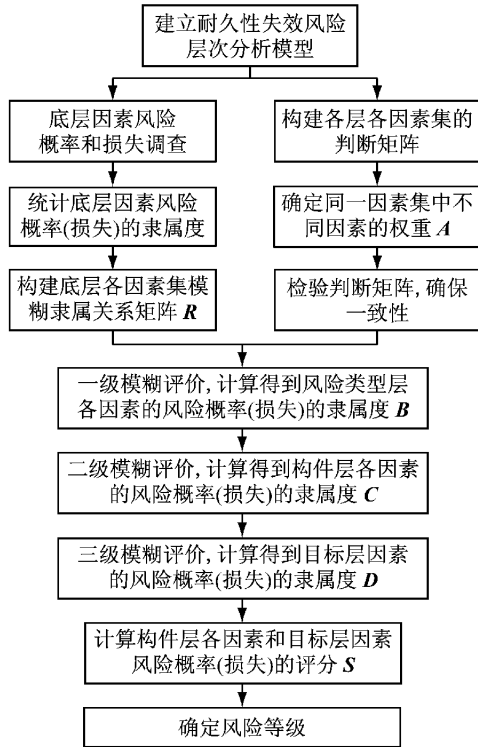 建立耐久性失效风险
层次分析模型
底层因素风险
概率和损失调查
统计底层因素风险
概率(损失)的隶属度
构建底层各因素集模
糊隶属关系矩阵 R
构建各层各因素集的
判断矩阵
确定同一因素集中不
同因素的权重 A
检验判断矩阵,确保
一致性
一级模糊评价,计算得到风险类型层
各因素的风险概率(损失)的隶属度 B
二级模糊评价,计算得到构件层各因素
的风险概率(损失)的隶属度 C
三级模糊评价,计算得到目标层因素
的风险概率(损失)的隶属度 D
计算构件层各因素和目标层因素
风险概率(损失)的评分 S
确定风险等级